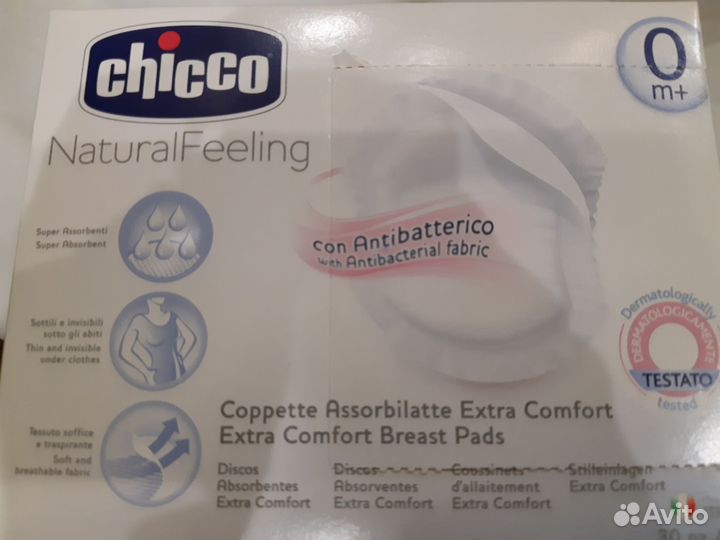 chicco
0
m+
NaturalFeeling
Super Assorbenti
Super Absorbent
con Antibatterico
with Antibacterial fabric
Sottili e invisibili
sotto gli abiti
Thin and invisible
under clothes
Dermatologically
DERMATOLOGICAMENTE
TESTATO
tested
Tessuto soffice
e traspirante
Soft and
breathable fabric
Coppette Assorbilatte Extra Comfort
Extra Comfort Breast Pads
Discos
Absorbentes
Extra Comfort
Discos
Absorventes
Extra Comfort
Coussinets
d'allaitement
Extra Comfort
Stilleinlagen
Extra Comfort
30
Avito